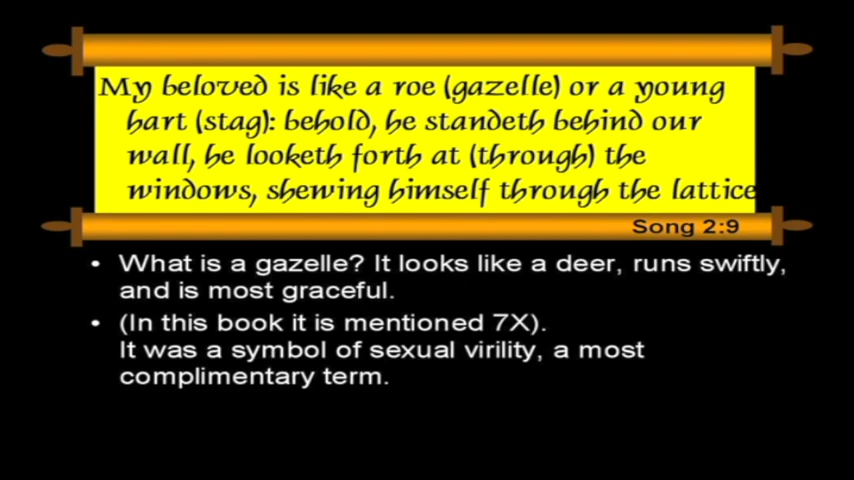 My beloved is like a roe (gazelle) or a young
hart (stag): behold, he standeth behind our
wall, he looketh forth at (through) the
windows, shewing himself through the lattice
Song 2:9
• What is a gazelle? It looks like a deer, runs swiftly,
and is most graceful.
• (In this book it is mentioned 7X).
It was a symbol of sexual virility, a most
complimentary term.